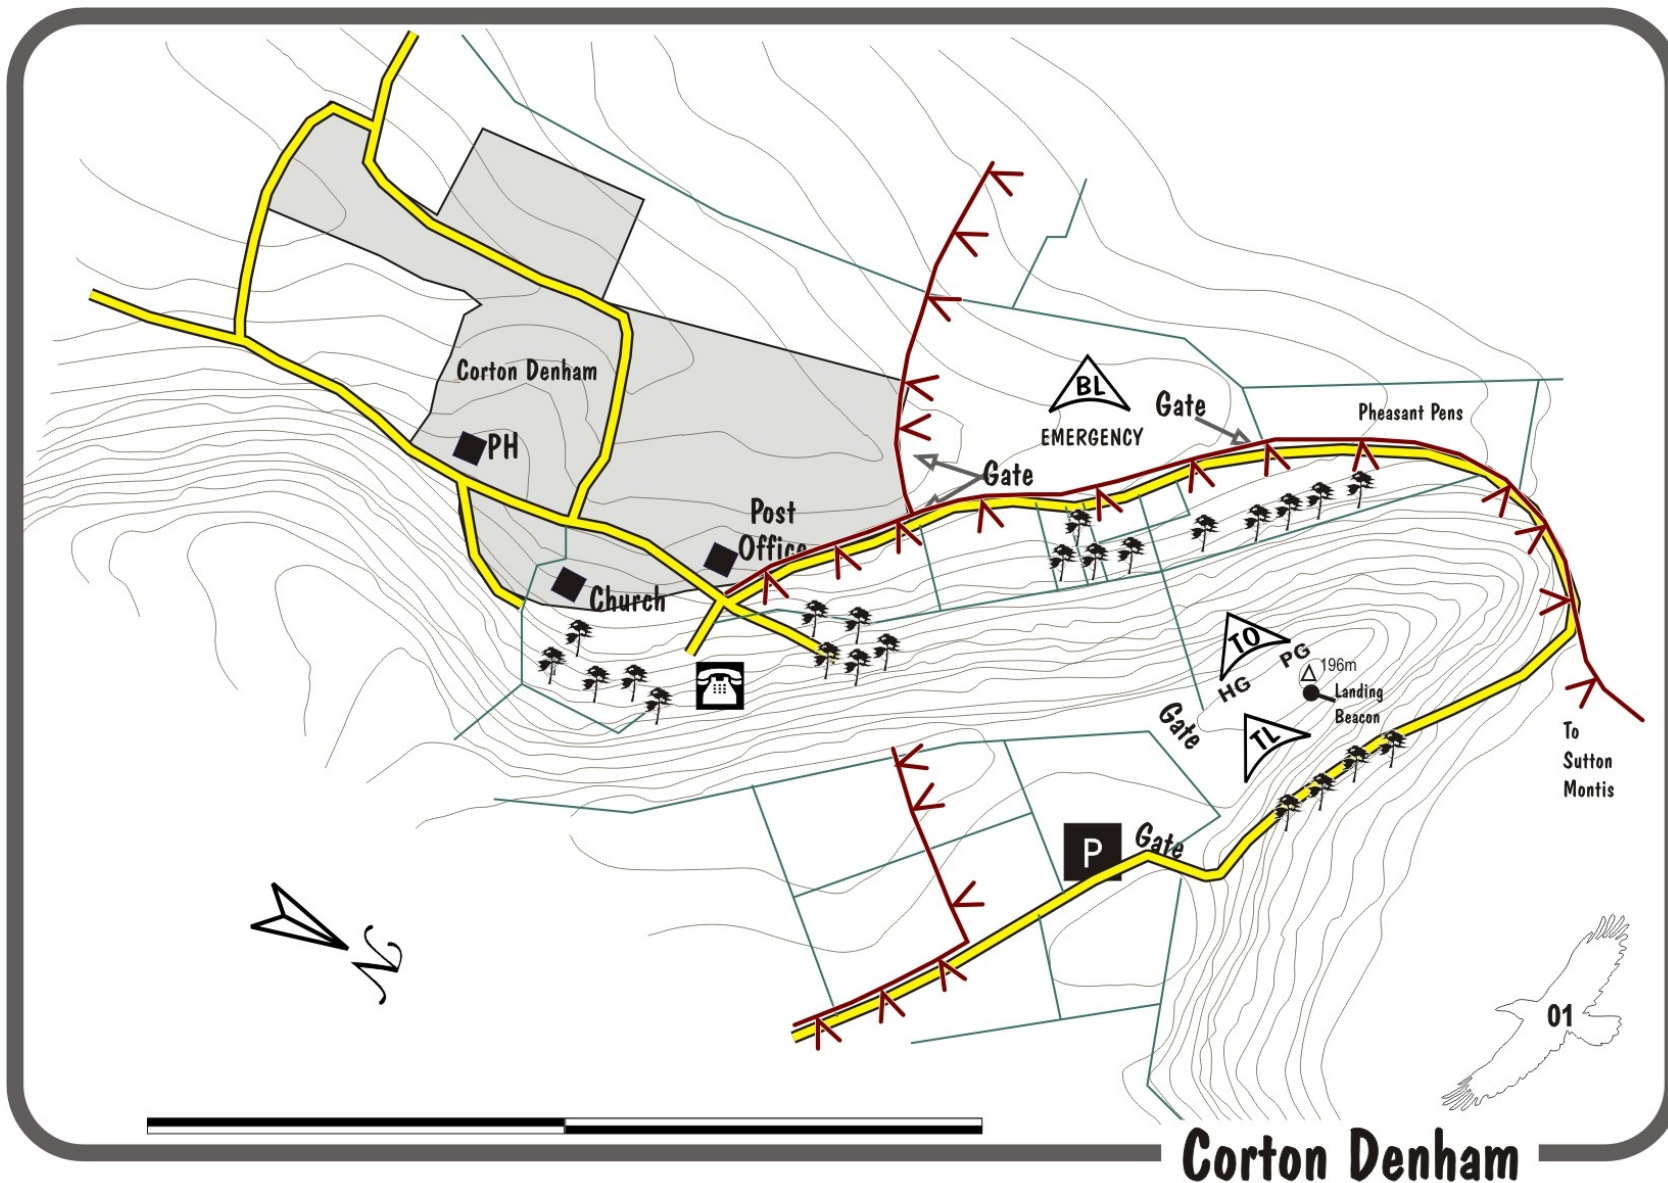 Corton Denham
PH
Post
Office
Church
BL
EMERGENCY
Gate
Gate
Pheasant Pens
TO
PG
HG
196m
Landing
Beacon
TL
Gate
To
Sutton
Montis
P
Gate
N
01
Corton Denham